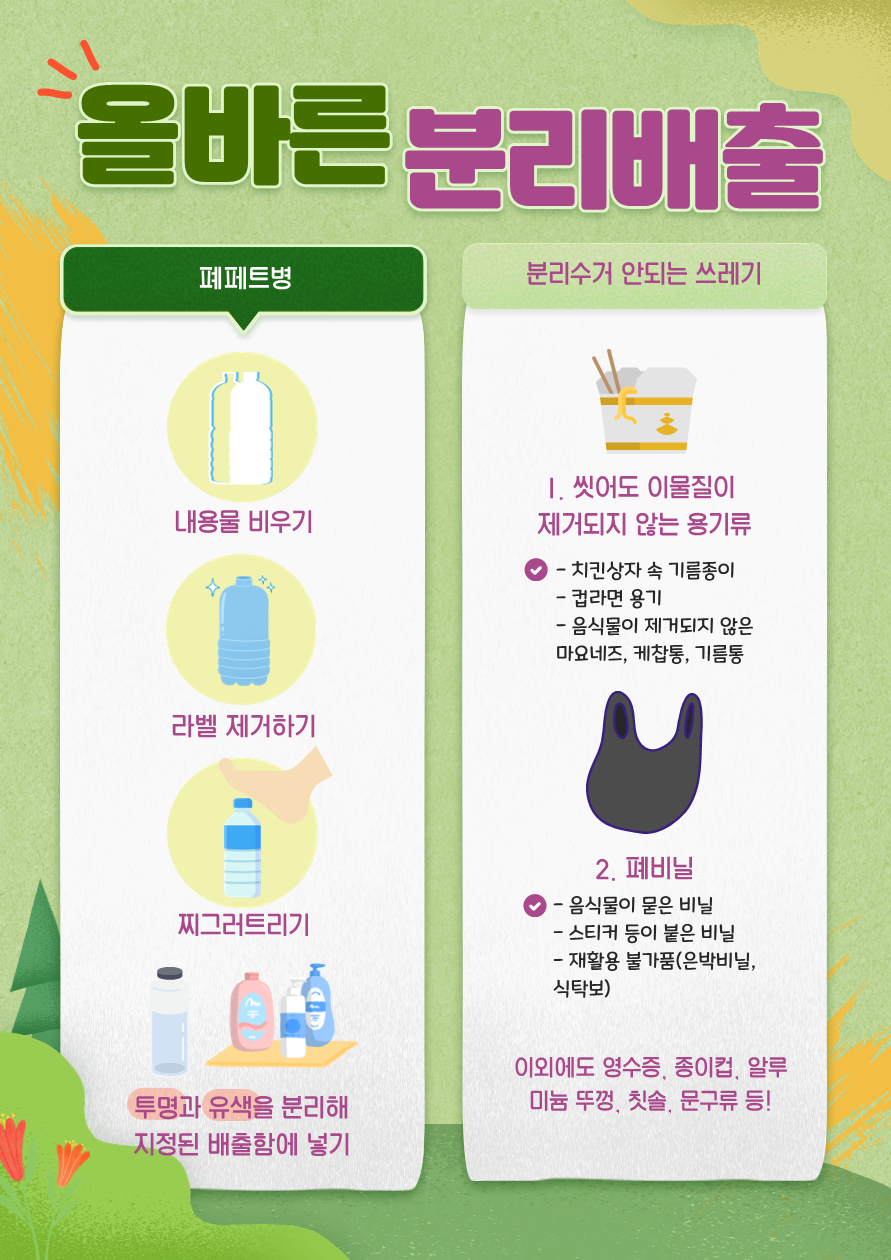 올바른 분리배출
폐페트병
내용물 비우기
라벨 제거하기
찌그러트리기
투명과 유색을 분리해
지정된 배출함에 넣기
분리수거 안되는 쓰레기
1. 씻어도 이물질이
제거되지 않는 용기류
- 치킨상자 속 기름종이
- 컵라면 용기
- 음식물이 제거되지 않은
마요네즈, 케찹통, 기름통
2. 폐비닐
- 음식물이 묻은 비닐
- 스티커 등이 붙은 비닐
- 재활용 불가품(은박비닐,
식탁보)
이외에도 영수증, 종이컵, 알루
미늄 뚜껑, 칫솔, 문구류 등!